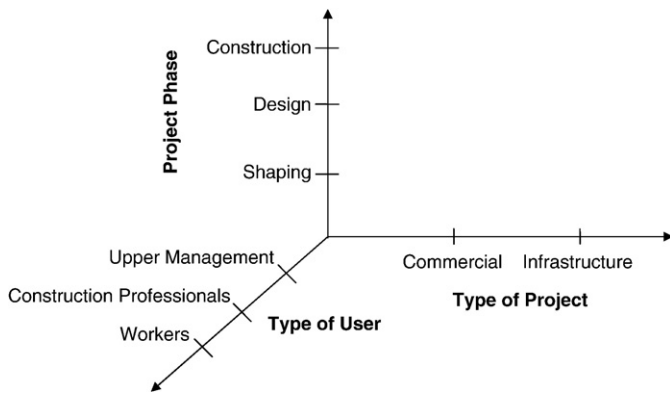 Construction
Project Phase
Design
Shaping
Upper Management
Commercial
Infrastructure
Construction Professionals
Type of Project
Type of User
Workers